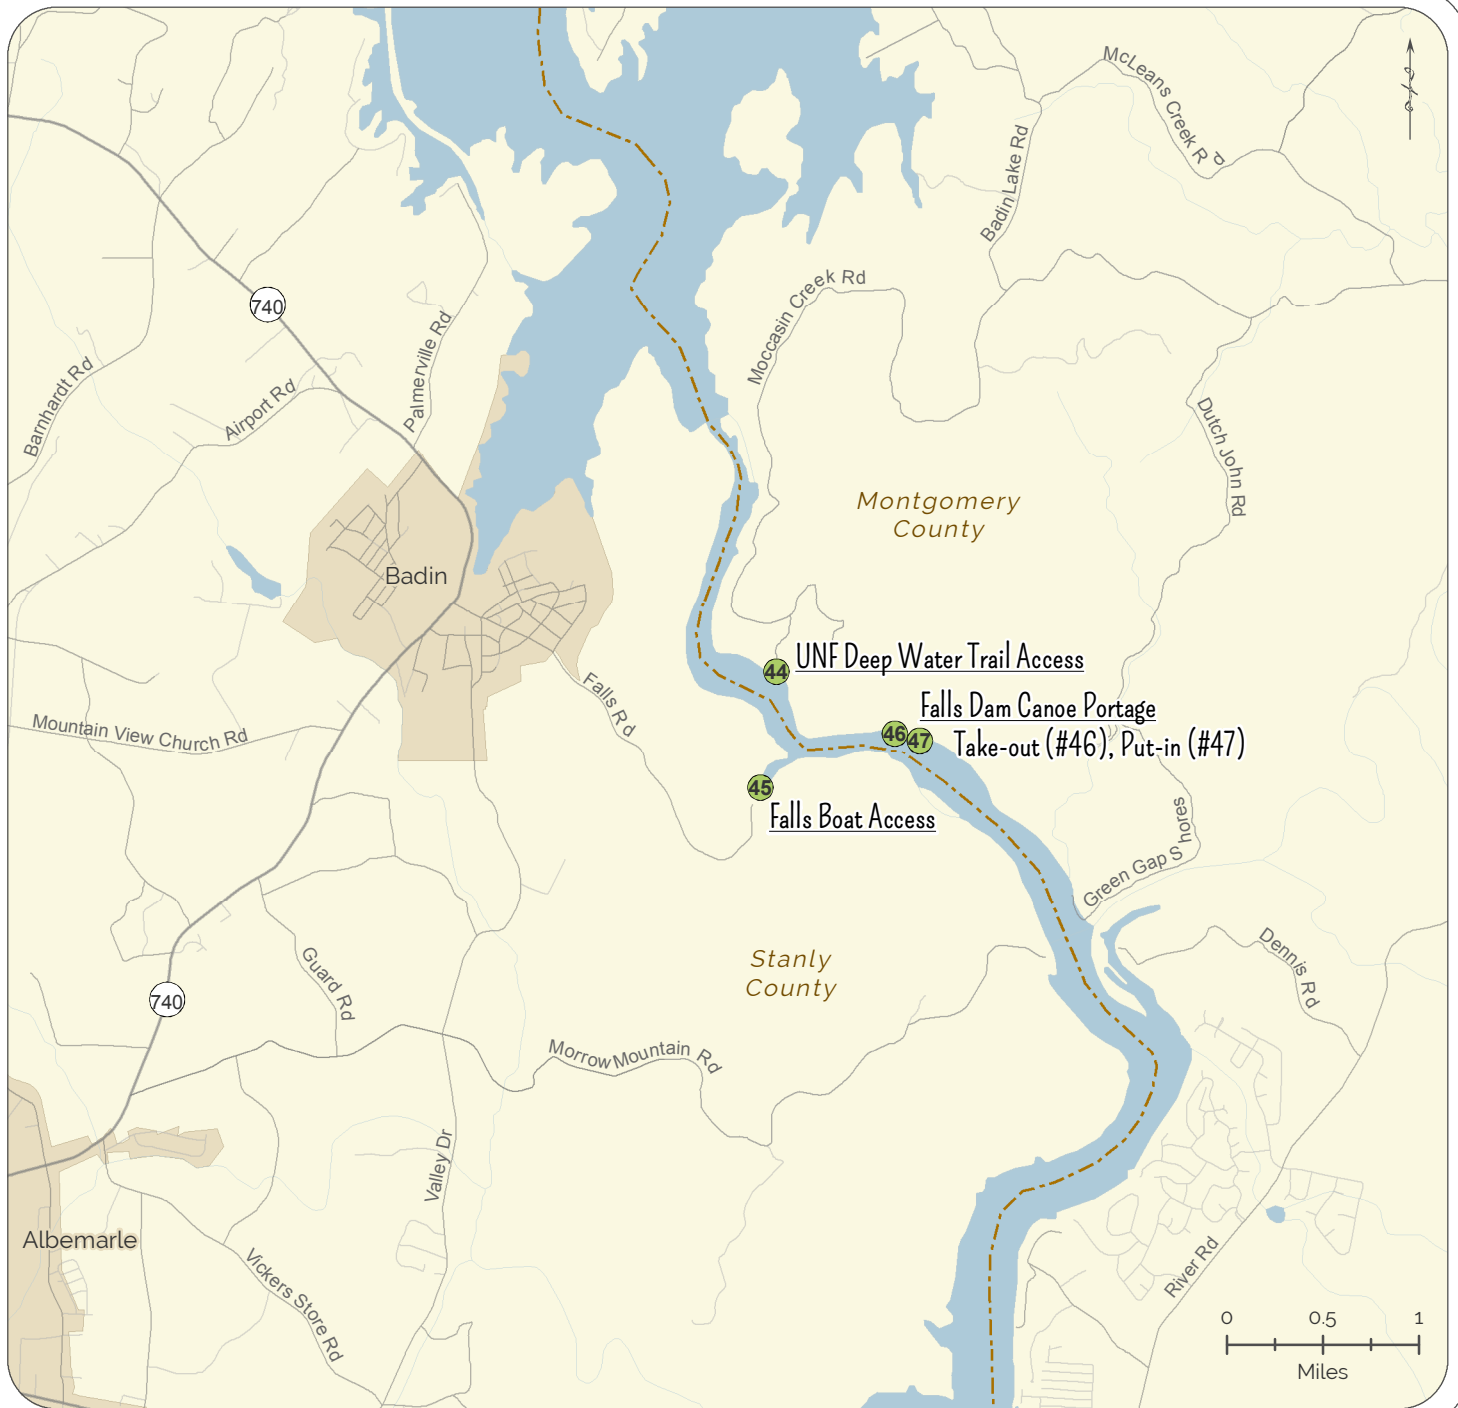 McLeans Creek Rd
Badin Lake Rd
Moccasin Creek Rd
740
Palmerville Rd
Barnhardt Rd
Airport Rd
Dutch John Rd
Montgomery
County
Badin
44
UNF Deep Water Trail Access
Falls Rd
Falls Dam Canoe Portage
46
47
Take-out (#46), Put-in (#47)
Mountain View Church Rd
45
Falls Boat Access
Green Gap Shores
Stanly
County
Dennis Rd
Guard Rd
740
Morrow Mountain Rd
Valley Dr
Albemarle
Vickers Store Rd
River Rd
0 0.5 1
Miles